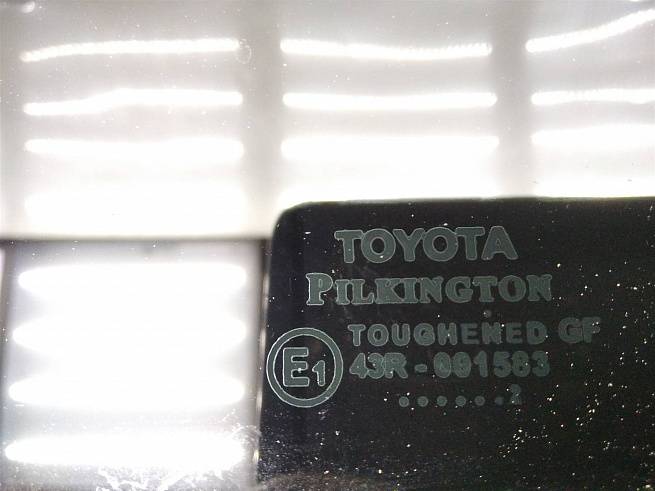 TOYOTA
PILKINGTON
TOUGHENED GF
E1 43R - 001583
. . . . . . 2